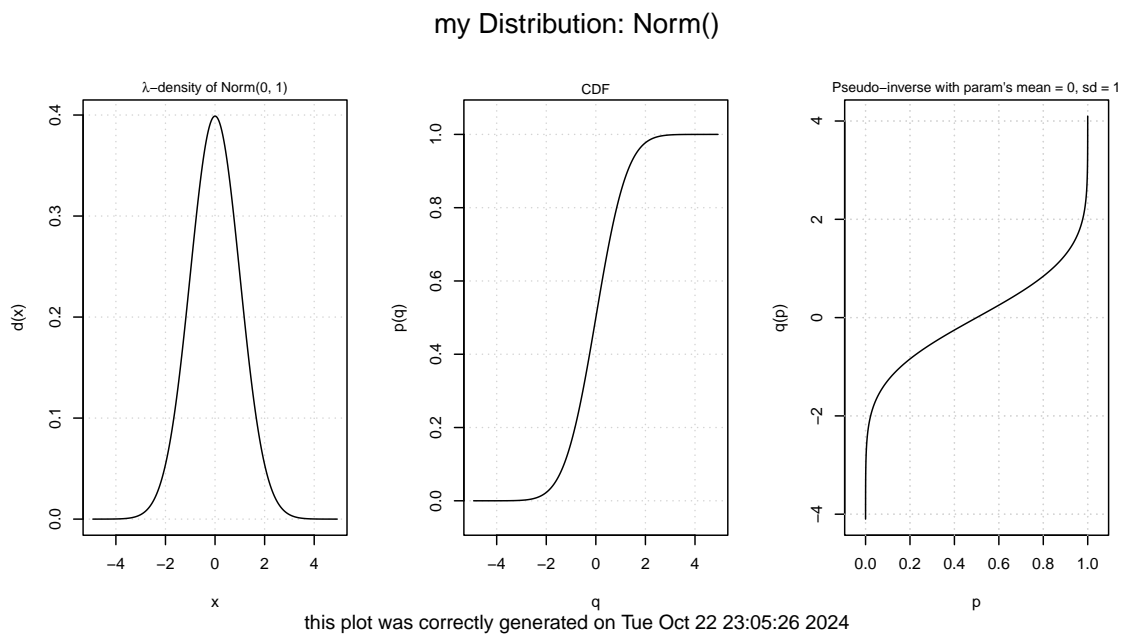 my Distribution: Norm()
λ−density of Norm(0, 1)
d(x)
0.4
0.3
0.2
0.1
0.0
−4 −2 0 2 4
x
CDF
p(q)
1.0
0.8
0.6
0.4
0.2
0.0
−4 −2 0 2 4
q
Pseudo−inverse with param's mean = 0, sd = 1
q(p)
4
2
0
−2
−4
0.0 0.2 0.4 0.6 0.8 1.0
p
this plot was correctly generated on Tue Oct 22 23:05:26 2024